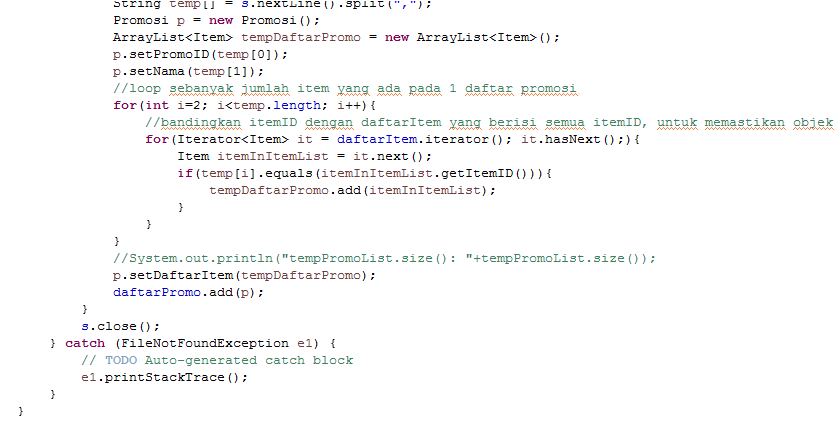 String temp[] = s.nextLine().split(",");
Promosi p = new Promosi();
ArrayList<Item> tempDaftarPromo = new ArrayList<Item>();
p.setPromoID(temp[0]);
p.setNama(temp[1]);
//loop sebanyak jumlah item yang ada pada 1 daftar promosi
for(int i=2; i<temp.length; i++){
//bandingkan itemID dengan daftarItem yang berisi semua itemID, untuk memastikan objek
for(Iterator<Item> it = daftarItem.iterator(); it.hasNext();){
Item itemInItemList = it.next();
if(temp[i].equals(itemInItemList.getItemID())){
tempDaftarPromo.add(itemInItemList);
}
}
}
//System.out.println("tempPromoList.size(): "+tempPromoList.size());
p.setDaftarItem(tempDaftarPromo);
daftarPromo.add(p);
}
s.close();
} catch (FileNotFoundException e1) {
// TODO Auto-generated catch block
e1.printStackTrace();
}
}